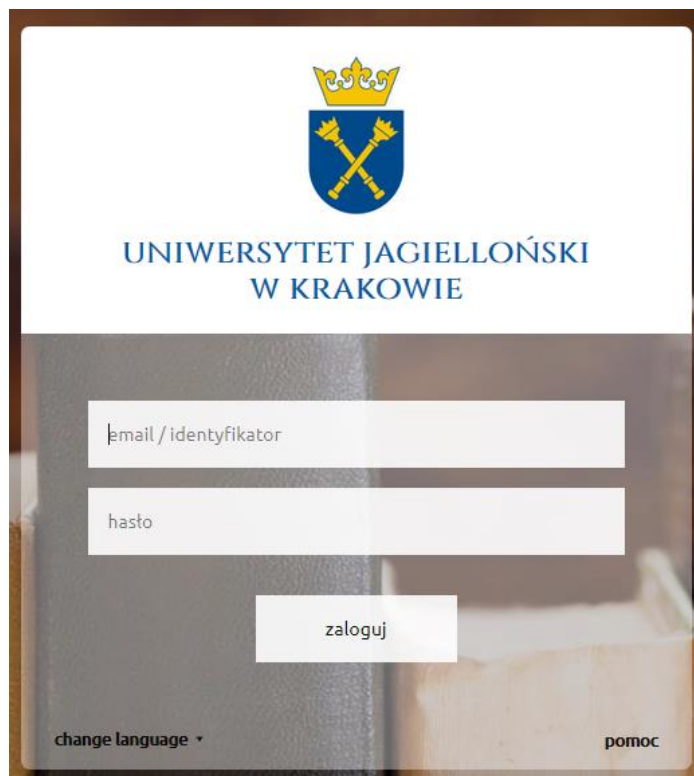 UNIWERSYTET JAGIELLOŃSKI
W KRAKOWIE
email / identyfikator
hasło
zaloguj
change language
pomoc